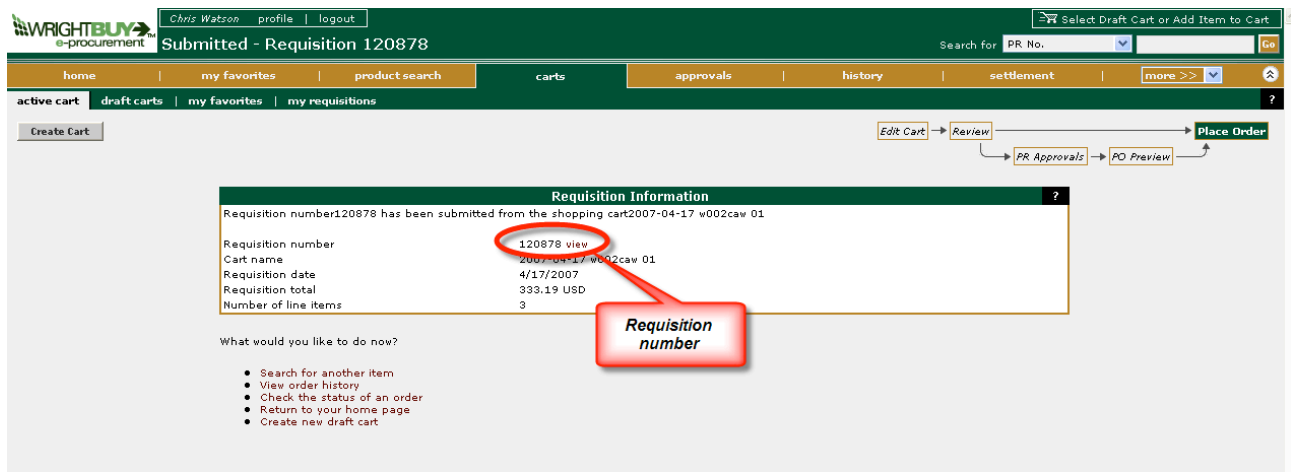 WRIGHTBUY™
e-procurement
Chris Watson profile | logout
Select Draft Cart or Add Item to Cart
Submitted - Requisition 120878
Search for PR No. Go
home | my favorites | product search carts approvals | history | settlement | more >>
active cart draft carts | my favorites | my requisitions ?
Create Cart
Edit Cart Review Place Order
PR Approvals PO Preview
Requisition Information ?
Requisition number120878 has been submitted from the shopping cart2007-04-17 w002caw 01
Requisition number 120878 view
Cart name 2007-04-17 w002caw 01
Requisition date 4/17/2007
Requisition total 333.19 USD
Number of line items 3
Requisition
number
What would you like to do now?
Search for another item
View order history
Check the status of an order
Return to your home page
Create new draft cart